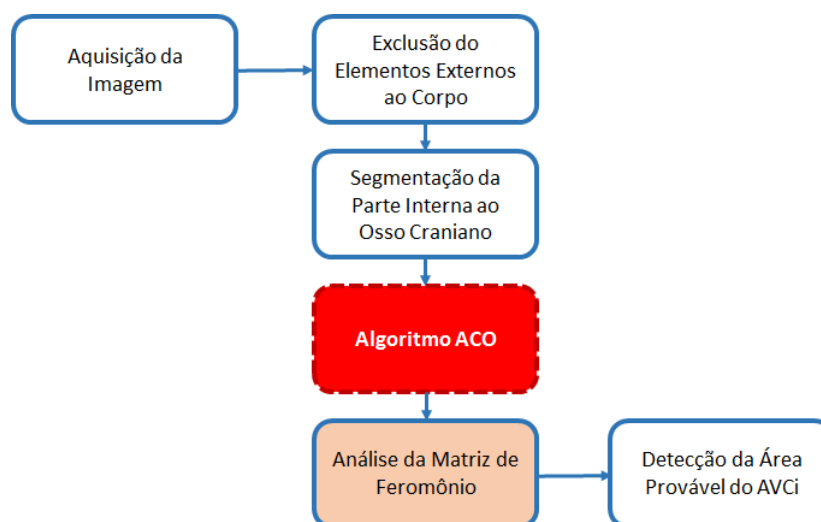 Aquisição da
Imagem
Exclusão do
Elementos Externos
ao Corpo
Segmentação da
Parte Interna ao
Osso Craniano
Algoritmo ACO
Análise da Matriz de
Feromônio
Detecção da Área
Provável do AVCi